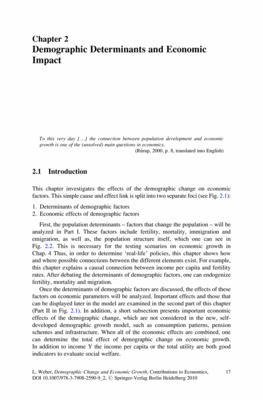 Chapter 2
Demographic Determinants and Economic
Impact
To this very day [. . .] the connection between population development and economic
growth is one of the (unsolved) main questions in economics.
(Rürup, 2000, p. 8, translated into English)
2.1 Introduction
This chapter investigates the effects of the demographic change on economic
factors. This simple cause and effect link is split into two separate foci (see Fig. 2.1):
1. Determinants of demographic factors
2. Economic effects of demographic factors
First, the population determinants – factors that change the population – will be
analyzed in Part I. These factors include fertility, mortality, immigration and
emigration, as well as, the population structure itself, which one can see in
Fig. 2.2. This is necessary for the testing scenarios on economic growth in
Chap. 4 Thus, in order to determine 'real-life' policies, this chapter shows how
and where possible connections between the different elements exist. For example,
this chapter explains a causal connection between income per capita and fertility
rates. After debating the determinants of demographic factors, one can endogenize
fertility, mortality and migration.
Once the determinants of demographic factors are discussed, the effects of these
factors on economic parameters will be analyzed. Important effects and those that
can be displayed later in the model are examined in the second part of this chapter
(Part II in Fig. 2.1). In addition, a short subsection presents important economic
effects of the demographic change, which are not considered in the new, self-
developed demographic growth model, such as consumption patterns, pension
schemes and infrastructure. When all of the economic effects are combined, one
can determine the total effect of demographic change on economic growth.
In addition to income Y the income per capita or the total utility are both good
indicators to evaluate social welfare.
L. Weber, Demographic Change and Economic Growth, Contributions to Economics, 17
DOI 10.1007/978-3-7908-2590-9_2, © Springer-Verlag Berlin Heidelberg 2010